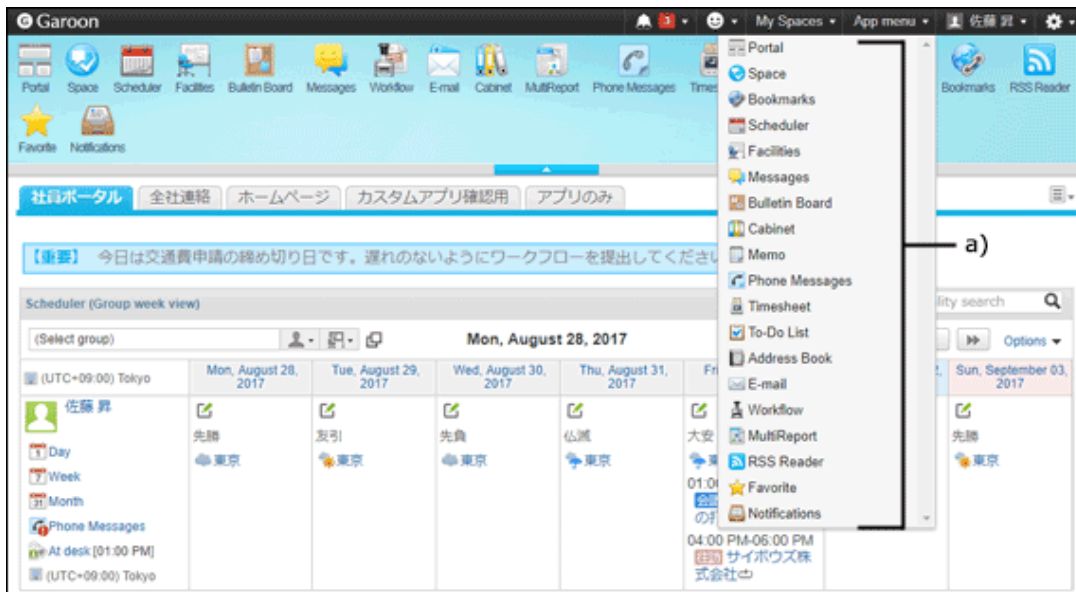 Garoon
3
My Spaces
App menu
佐藤 昇
Portal
Space
Scheduler
Facilities
Bulletin Board
Messages
Workflow
E-mail
Cabinet
MultiReport
Phone Messages
Bookmarks
RSS Reader
Favorite
Notifications
Portal
Space
Bookmarks
Scheduler
Facilities
Messages
Bulletin Board
Cabinet
Memo
Phone Messages
Timesheet
To-Do List
Address Book
E-mail
Workflow
MultiReport
RSS Reader
Favorite
Notifications
a)
社員ポータル
全社連絡
ホームページ
カスタムアプリ確認用
アプリのみ
【重要】 今日は交通費申請の締め切り日です。遅れのないようにワークフローを提出してくださ
Scheduler (Group week view)
search
(Select group)
Mon, August 28, 2017
Options
(UTC+09:00) Tokyo
Mon, August 28, 2017
Tue, August 29, 2017
Wed, August 30, 2017
Thu, August 31, 2017
Sun, September 03, 2017
佐藤 昇
Day
Week
Month
Phone Messages
At desk [01:00 PM]
(UTC+09:00) Tokyo
先勝
東京
友引
東京
先負
東京
仏滅
東京
大安
04:00 PM-06:00 PM
サイボウズ株
式会社
先勝
東京